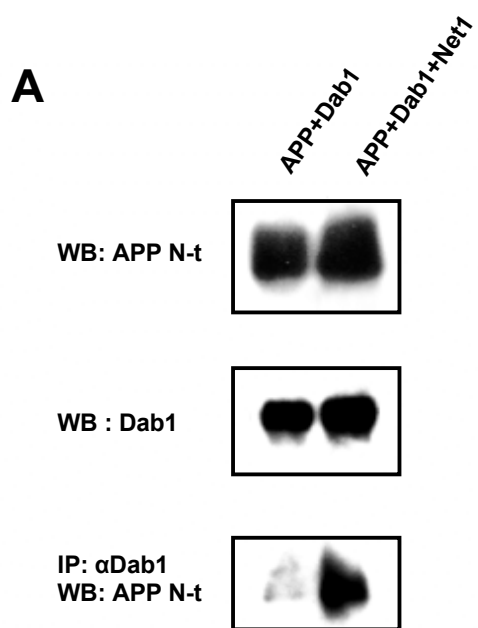 A
APP+Dab1
APP+Dab1+Net1
WB: APP N-t
WB : Dab1
IP: αDab1
WB: APP N-t